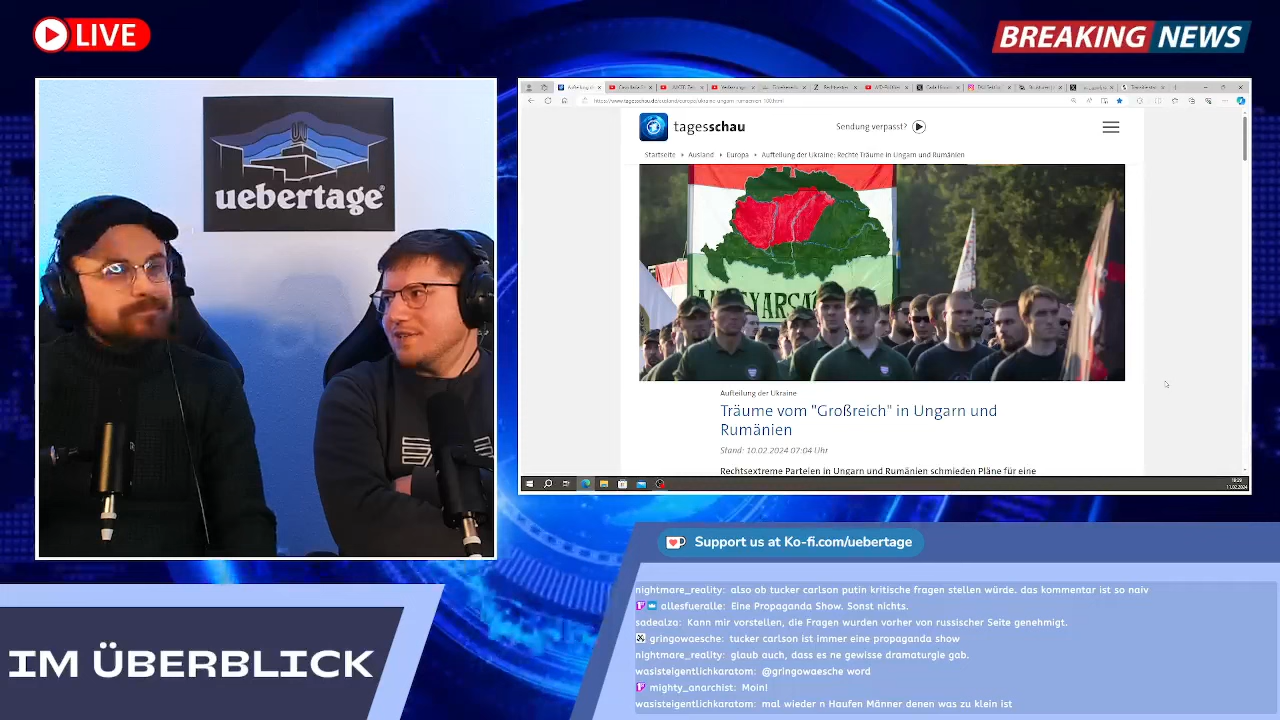 LIVE
BREAKING NEWS
uebertage
tagesschau
Sendung verpasst?
Startseite
Ausland
Europa
Aufteilung der Ukraine: Rechte Träume in Ungarn und Rumänien
Aufteilung der Ukraine
Träume vom "Großreich" in Ungarn und
Rumänien
Stand: 10.02.2024 07:04 Uhr
Rechtsextreme Parteien in Ungarn und Rumänien schmieden Pläne für eine
11.02.2024
Support us at Ko-fi.com/uebertage
nightmare_reality: also ob tucker carlson putin kritische fragen stellen würde. das kommentar ist so naiv
allesfueralle: Eine Propaganda Show. Sonst nichts.
sadealza: Kann mir vorstellen, die Fragen wurden vorher von russischer Seite genehmigt.
gringowaesche: tucker carlson ist immer eine propaganda show
nightmare_reality: glaub auch, dass es ne gewisse dramaturgie gab.
wasisteigentlichkaratom: @gringowaesche word
mighty_anarchist: Moin!
wasisteigentlichkaratom: mal wieder n Haufen Männer denen was zu klein ist
IM ÜBERBLICK